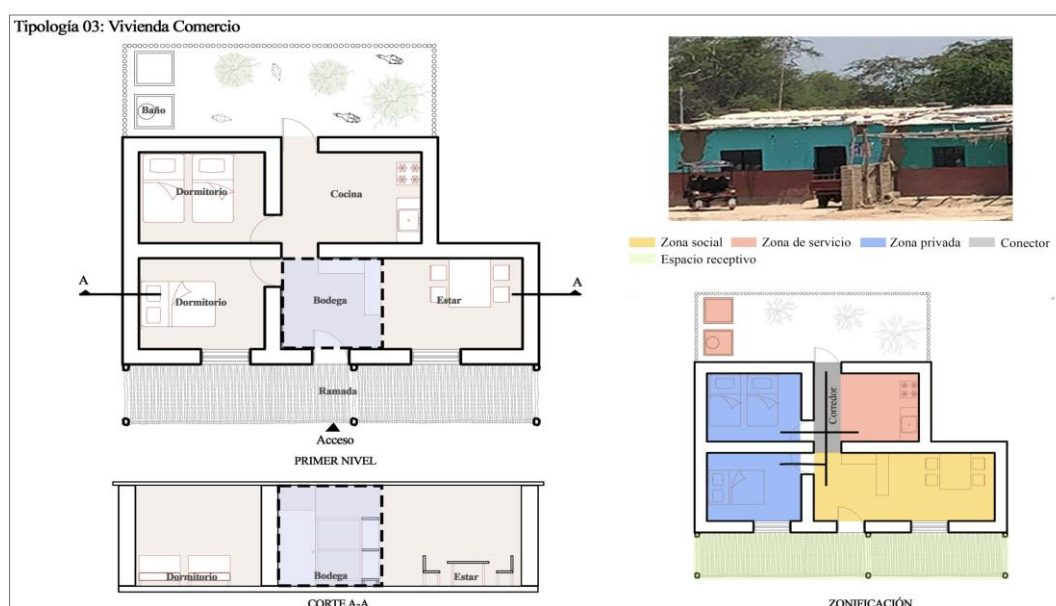 Tipología 03: Vivienda Comercio
Baño
Dormitorio
Cocina
A
A
Dormitorio
Bodega
Estar
Ramada
Acceso
PRIMER NIVEL
Dormitorio
Bodega
Estar
CORTE A-A
Zona social
Zona de servicio
Zona privada
Conector
Espacio receptivo
Corredor
ZONIFICACIÓN